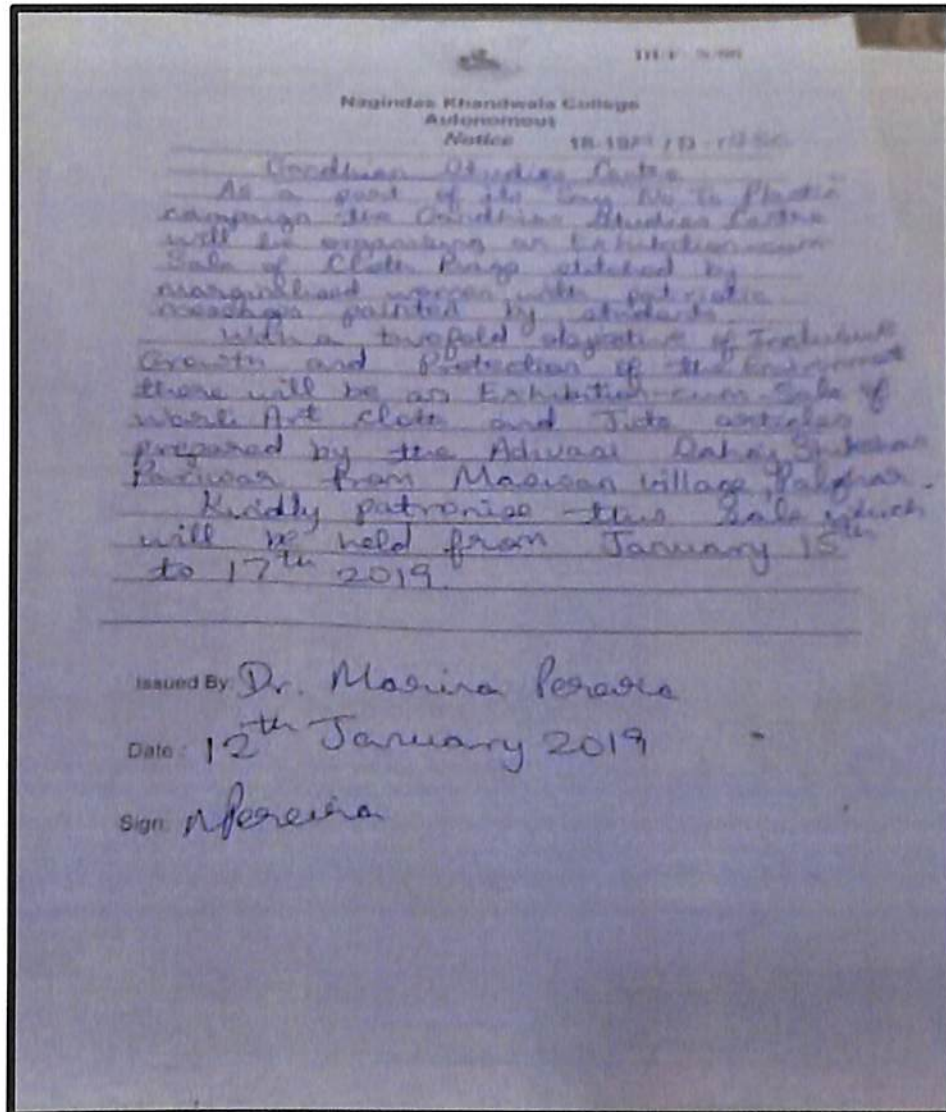 Nagindas Khandwala College
Autonomous
Notice 18-19
Gandhian Studies Centre
As a part of its Say No To Plastic
campaign the Gandhian Studies Centre
will be organising an Exhibition-cum
Sale of Cloth Bags stitched by
marginalised women with patriotic
messages painted by students
With a twofold objective of Inclusive
Growth and Protection of the Environment
there will be an Exhibition-cum-Sale of
Warli Art cloth and Jute articles
prepared by the Adivasi
Parivar from Maswan village, Palghar.
Kindly patronise this Sale which
will be held from January 15th
to 17th 2019.
Issued By: Dr. Marina Pereira
Date: 12th January 2019
Sign: MPereira